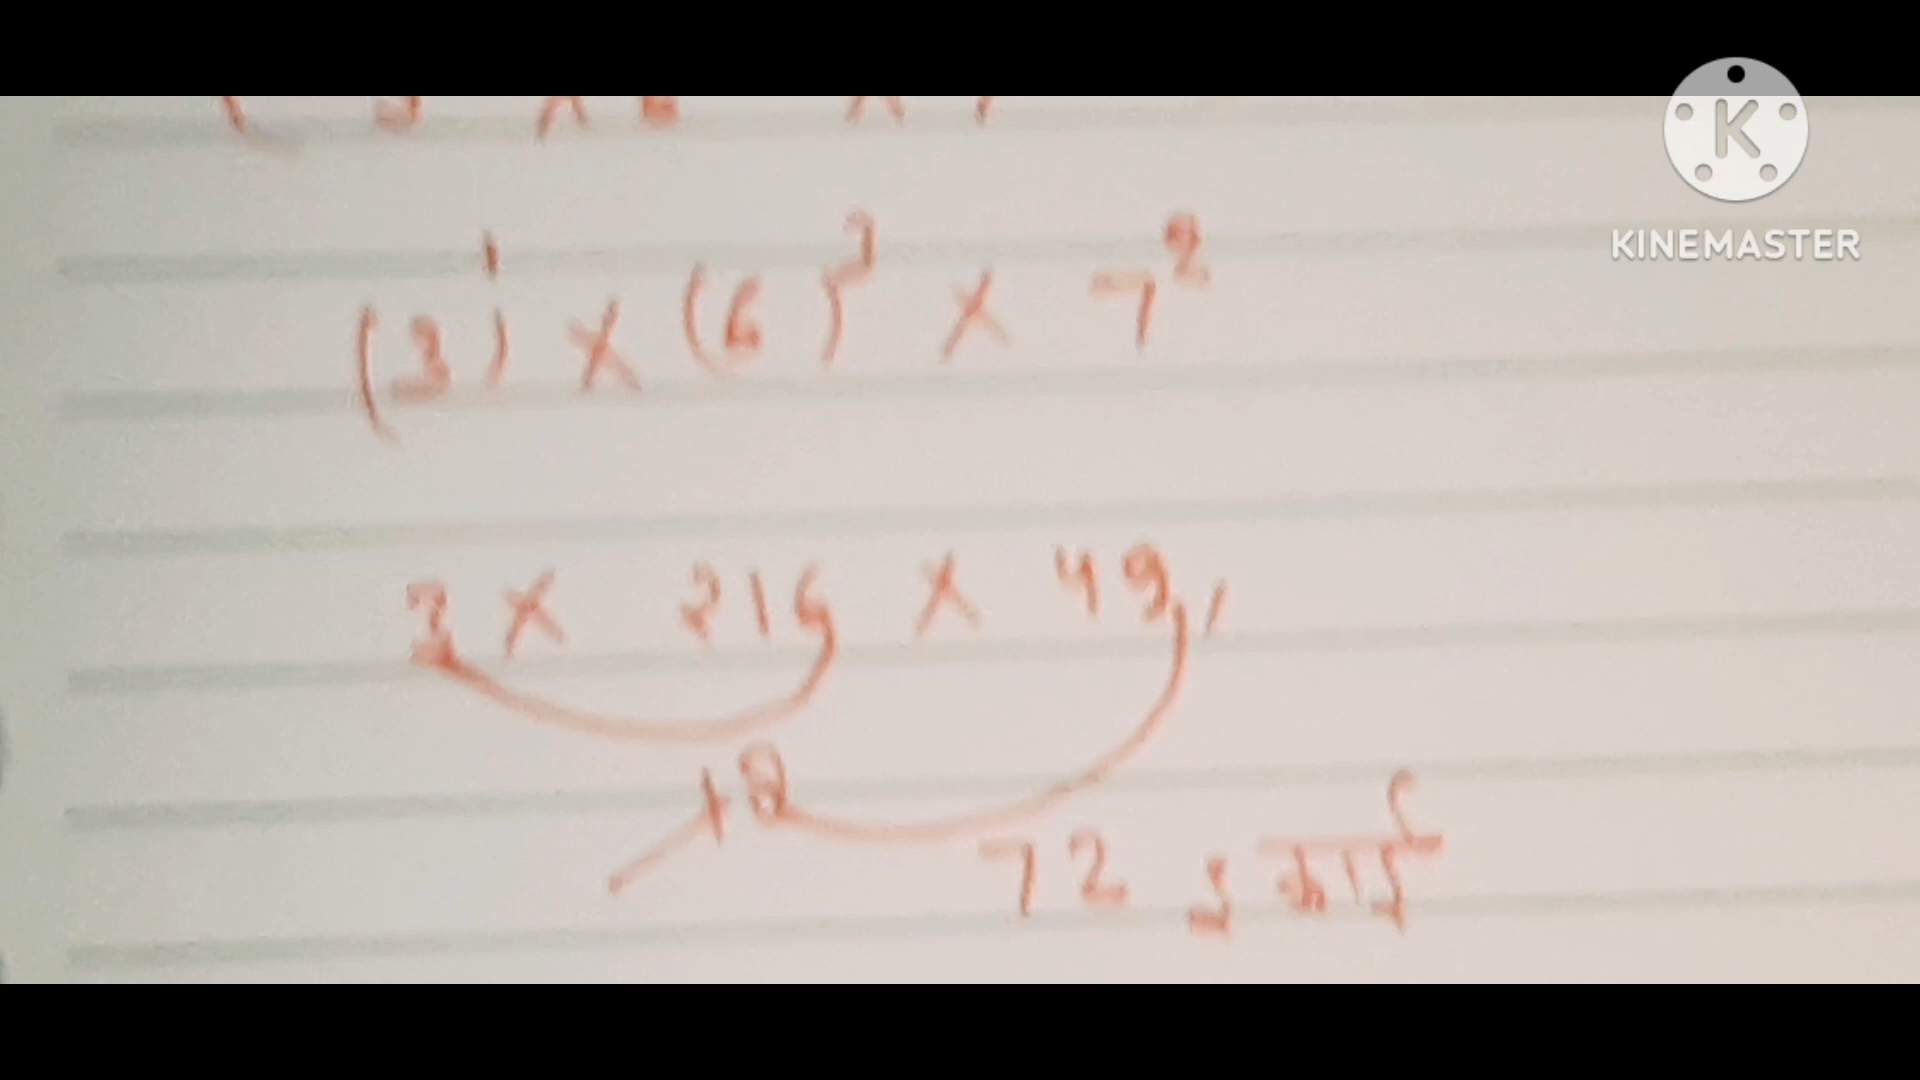 KINEMASTER
(3)¹ × (6)³ × 7²
3 × 216 × 49,
18
72 इकाई